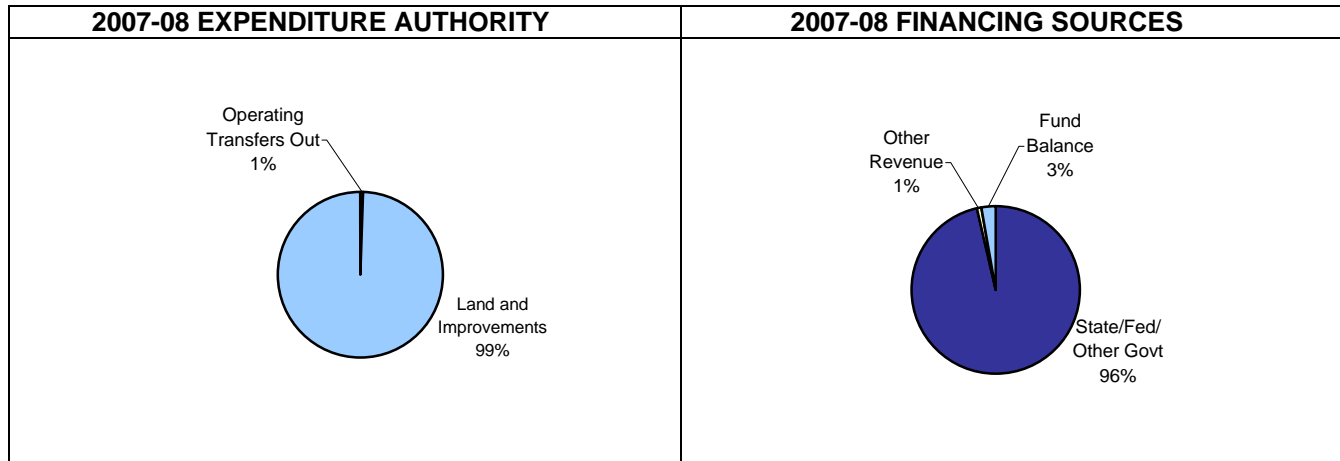 2007-08 EXPENDITURE AUTHORITY
Operating
Transfers Out
1%
Land and
Improvements
99%
2007-08 FINANCING SOURCES
Other
Revenue
1%
Fund
Balance
3%
State/Fed/
Other Govt
96%